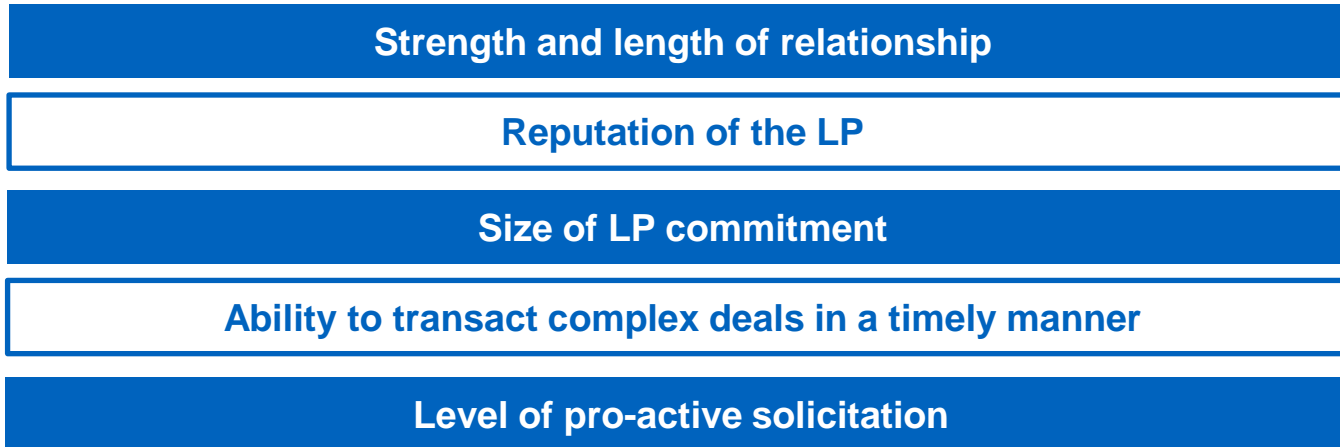 Strength and length of relationship
Reputation of the LP
Size of LP commitment
Ability to transact complex deals in a timely manner
Level of pro-active solicitation